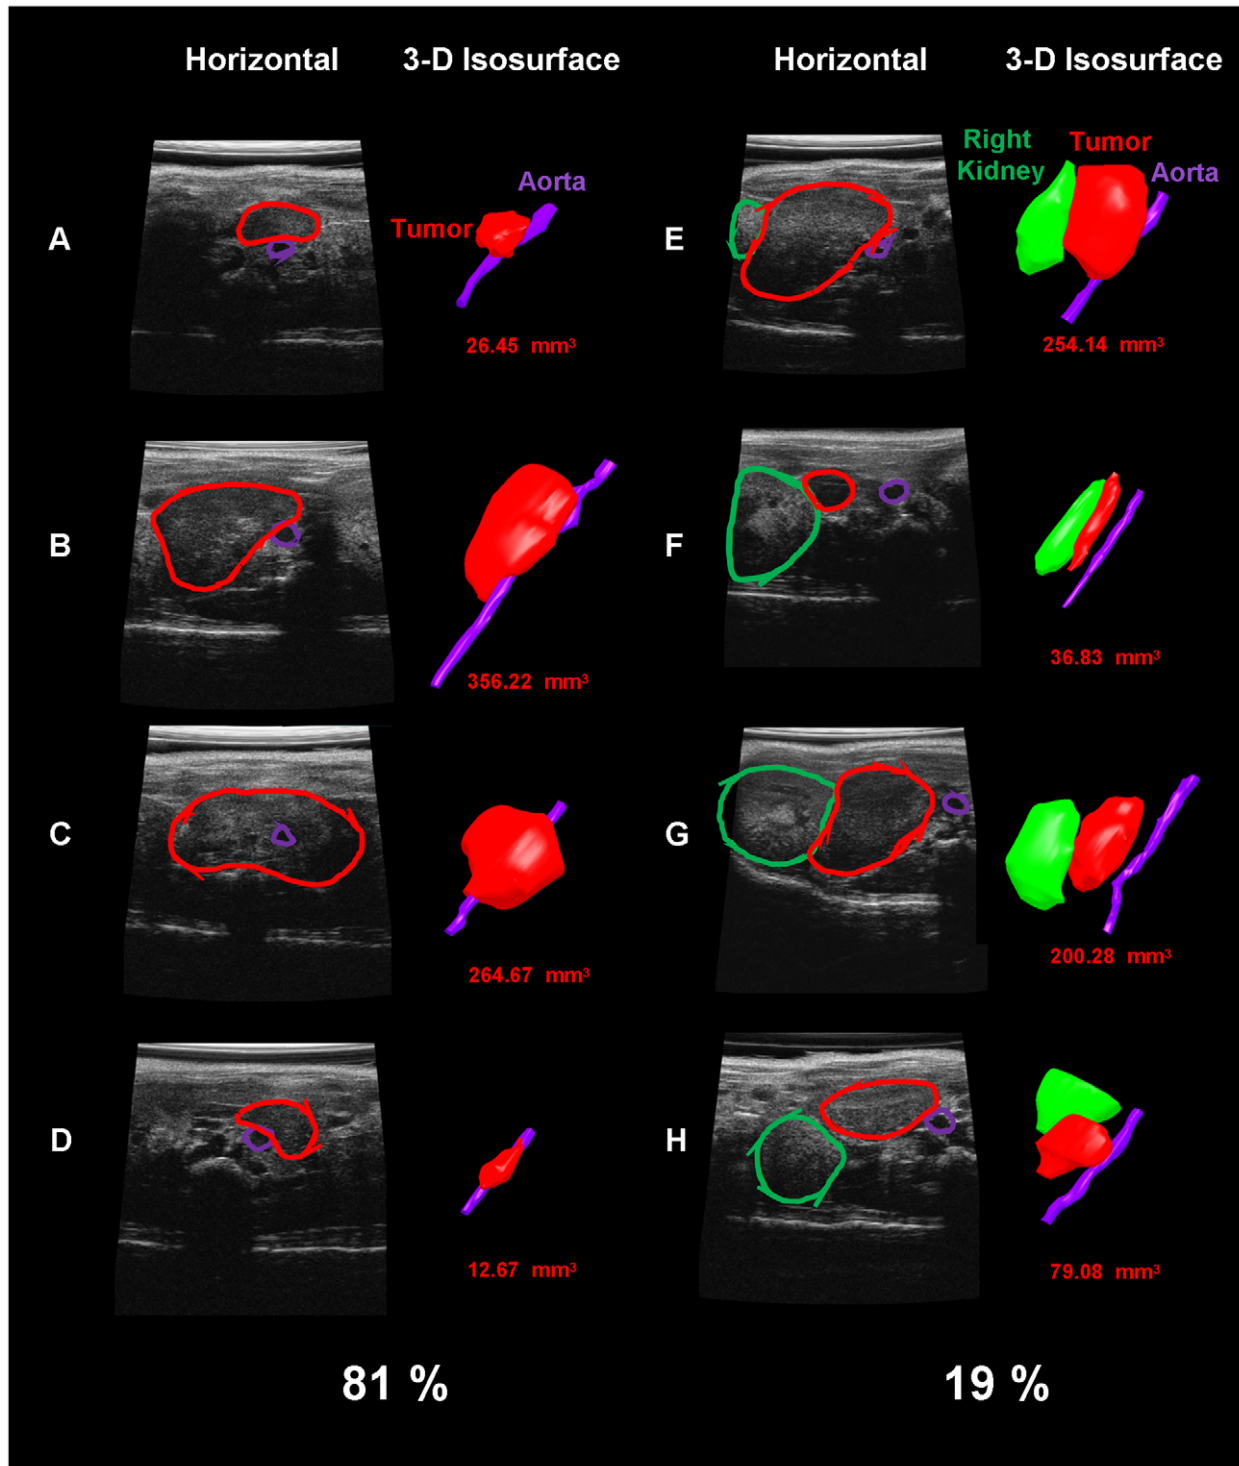 Horizontal 3-D Isosurface Horizontal 3-D Isosurface
A
Tumor
Aorta
26.45 mm³
E
Right
Kidney
Tumor
Aorta
254.14 mm³
B
356.22 mm³
F
36.83 mm³
C
264.67 mm³
G
200.28 mm³
D
12.67 mm³
H
79.08 mm³
81 %
19 %